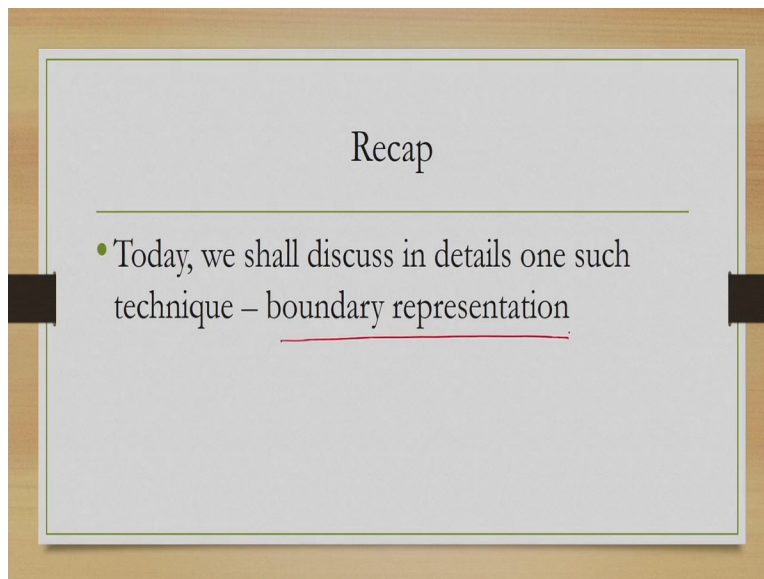 Recap
• Today, we shall discuss in details one such
technique – boundary representation